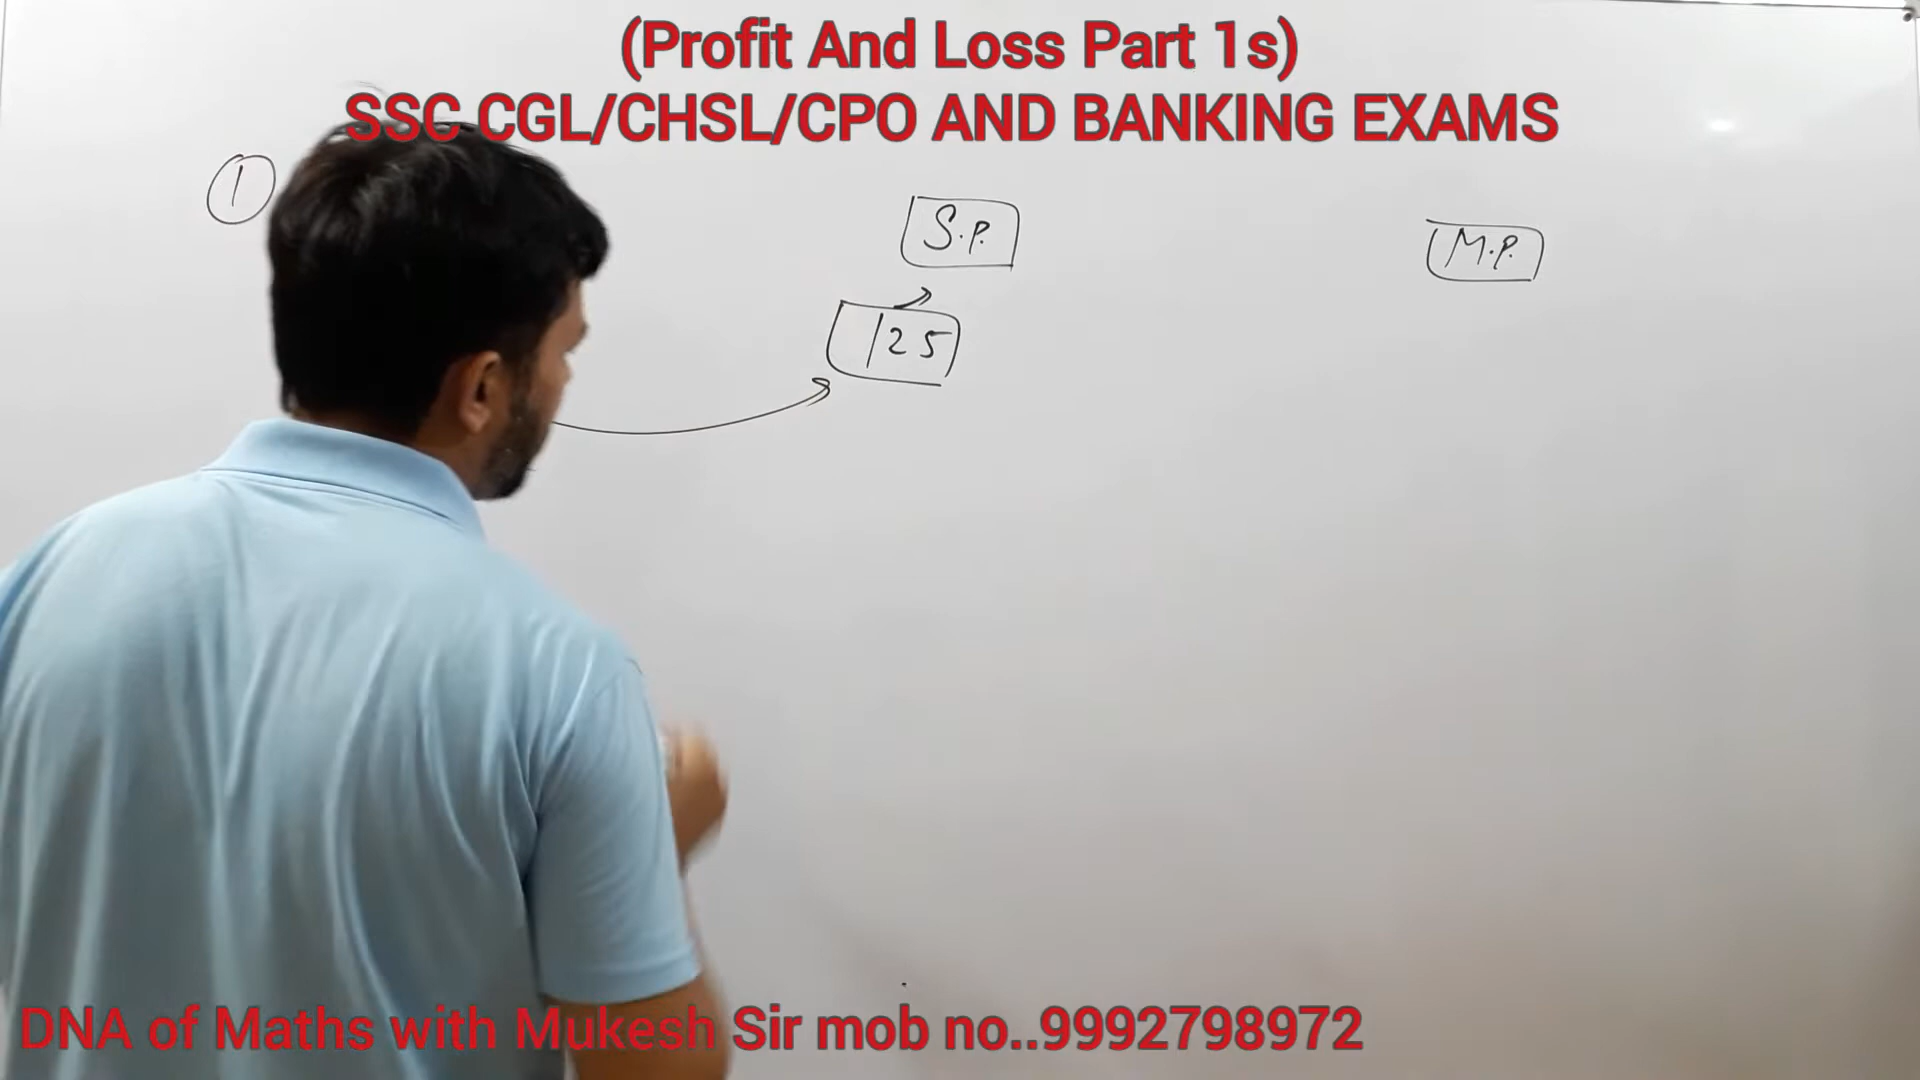 (Profit And Loss Part 1s)
SSC CGL/CHSL/CPO AND BANKING EXAMS
1
S.P.
M.P.
125
DNA of Maths with Mukesh Sir mob no..9992798972